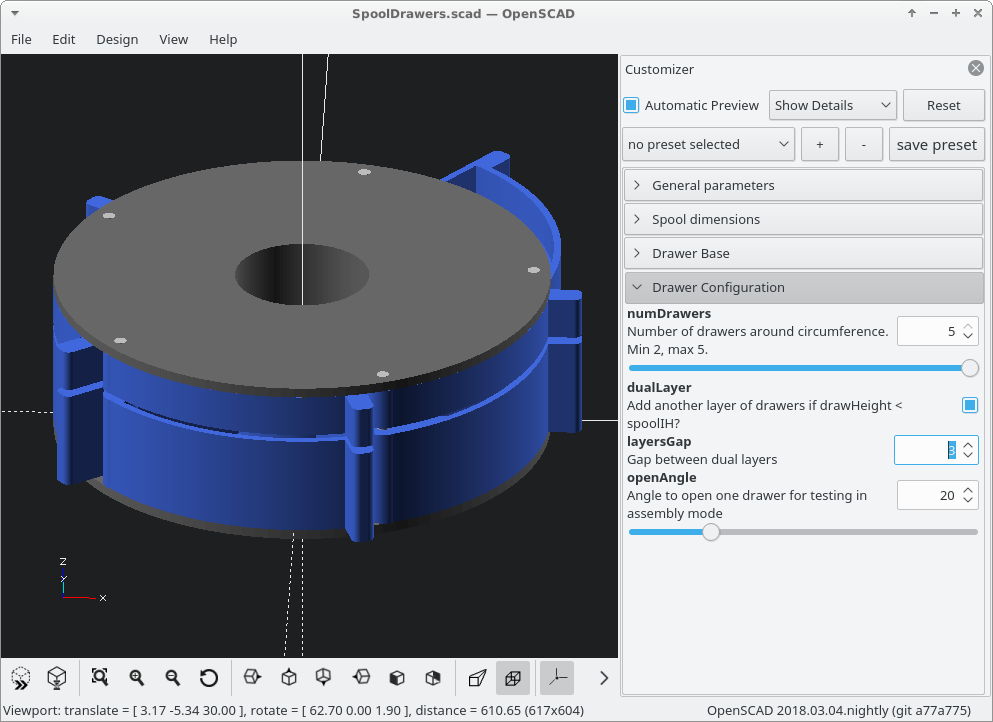 SpoolDrawers.scad — OpenSCAD
File Edit Design View Help
Customizer
Automatic Preview Show Details Reset
no preset selected + - save preset
General parameters
Spool dimensions
Drawer Base
Drawer Configuration
numDrawers
Number of drawers around circumference.
Min 2, max 5.
5
dualLayer
Add another layer of drawers if drawHeight <
spoolIH?
layersGap
Gap between dual layers
3
openAngle
Angle to open one drawer for testing in
assembly mode
20
Z
Y
X
Viewport: translate = [ 3.17 -5.34 30.00 ], rotate = [ 62.70 0.00 1.90 ], distance = 610.65 (617x604)
OpenSCAD 2018.03.04.nightly (git a77a775)